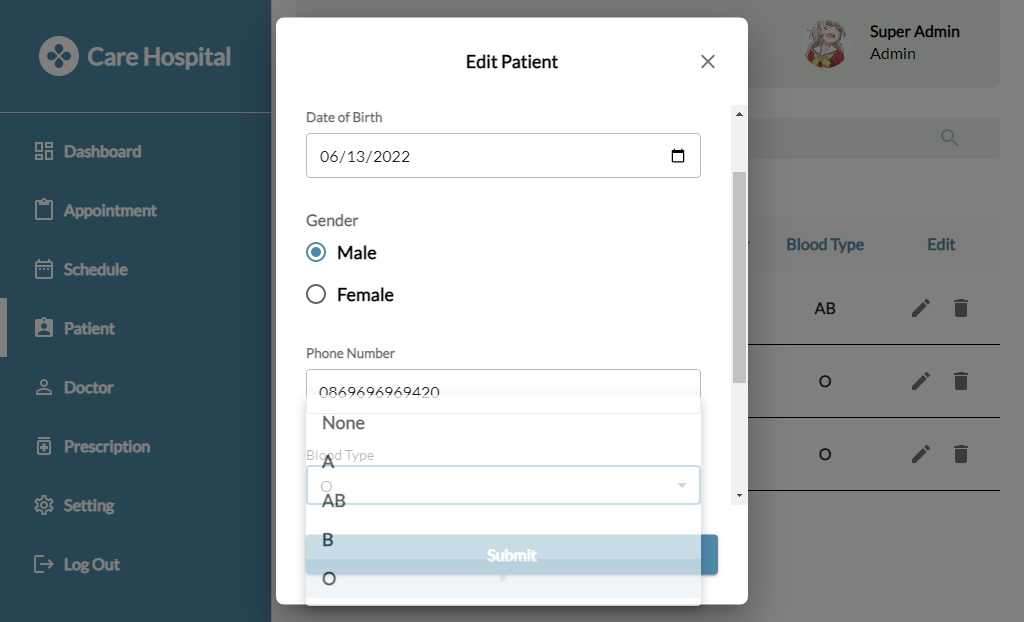 Care Hospital
Dashboard
Appointment
Schedule
Patient
Doctor
Prescription
Setting
Log Out
Edit Patient
Date of Birth
06/13/2022
Gender
Male
Female
Phone Number
0869696969420
Blood Type
O
None
A
AB
B
O
Submit
Super Admin
Admin
Blood Type Edit
AB
O
O